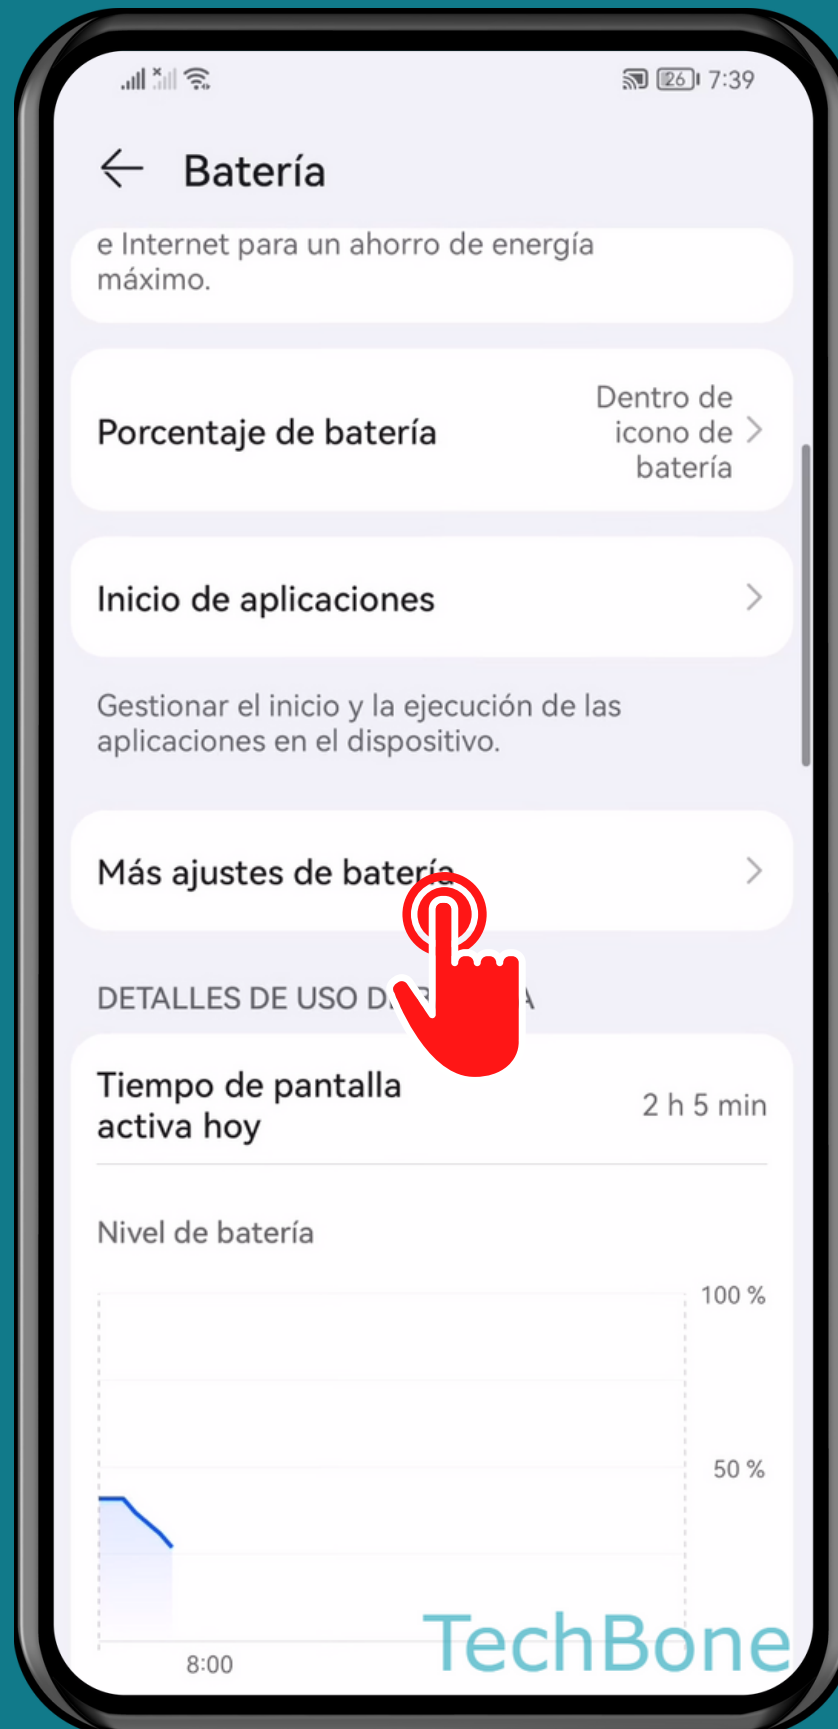 26 7:39
Batería
e Internet para un ahorro de energía
máximo.
Porcentaje de batería
Dentro de
icono de
batería
Inicio de aplicaciones
Gestionar el inicio y la ejecución de las
aplicaciones en el dispositivo.
Más ajustes de batería
DETALLES DE USO
Tiempo de pantalla
activa hoy
2 h 5 min
Nivel de batería
100 %
50 %
8:00
TechBone